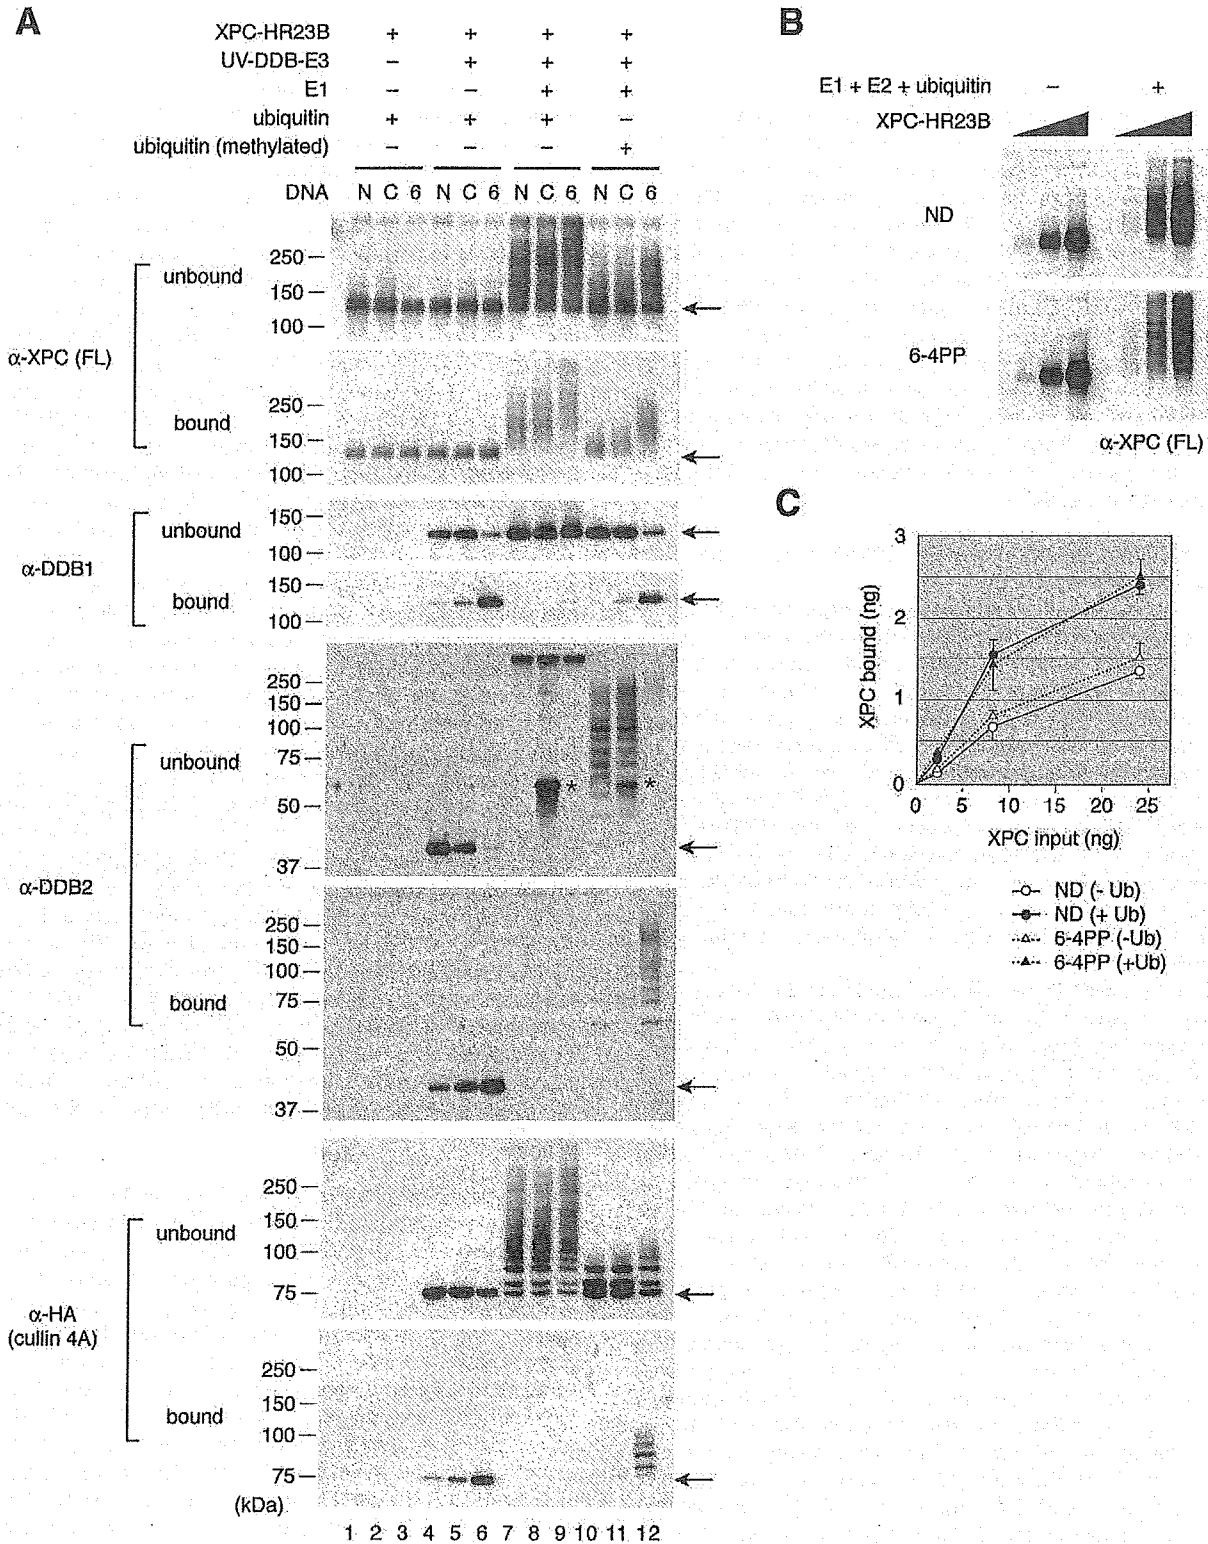 A
XPC-HR23B + + + +
UV-DDB-E3 − + + +
E1 − − + +
ubiquitin + + + −
ubiquitin (methylated) − − − +
DNA N C 6 N C 6 N C 6 N C 6
α-XPC (FL)
unbound
250
150
100
bound
250
150
100
α-DDB1
unbound
150
100
bound
150
100
α-DDB2
unbound
250
150
100
75
50
37
* *
bound
250
150
100
75
50
37
α-HA
(cullin 4A)
unbound
250
150
100
75
bound
250
150
100
75
(kDa)
1 2 3 4 5 6 7 8 9 10 11 12
B
E1 + E2 + ubiquitin − +
XPC-HR23B
ND
6-4PP
α-XPC (FL)
C
XPC bound (ng)
3
2
1
0
0 5 10 15 20 25
XPC input (ng)
ND (- Ub)
ND (+ Ub)
6-4PP (-Ub)
6-4PP (+Ub)